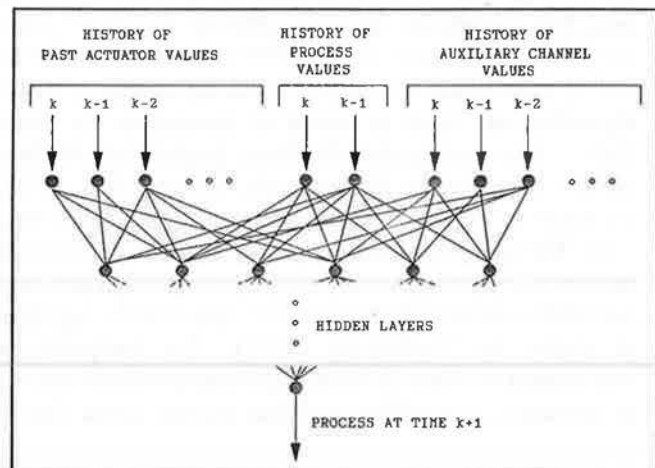 HISTORY OF
PAST ACTUATOR VALUES
HISTORY OF
PROCESS
VALUES
HISTORY OF
AUXILIARY CHANNEL
VALUES
k k-1 k-2
k k-1
k k-1 k-2
HIDDEN LAYERS
PROCESS AT TIME k+1